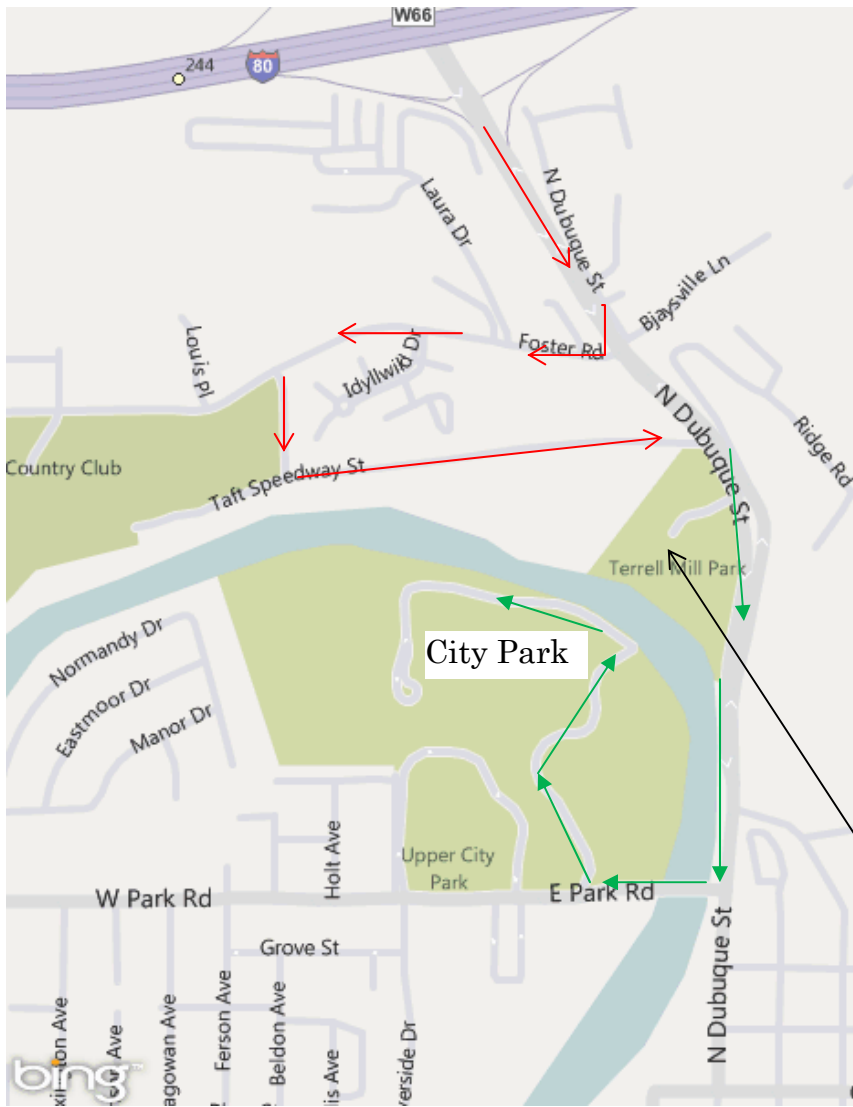 W66
244
80
Laura Dr
N Dubuque St
Bjaysville Ln
Louis Pl
Idyllwild Dr
Foster Rd
N Dubuque St
Ridge Rd
Country Club
Taft Speedway St
Terrell Mill Park
City Park
Normandy Dr
Eastmoor Dr
Manor Dr
Holt Ave
Upper City
Park
W Park Rd
E Park Rd
Grove St
N Dubuque St
Ferson Ave
Beldon Ave
Ave
Ave
Ave
bing